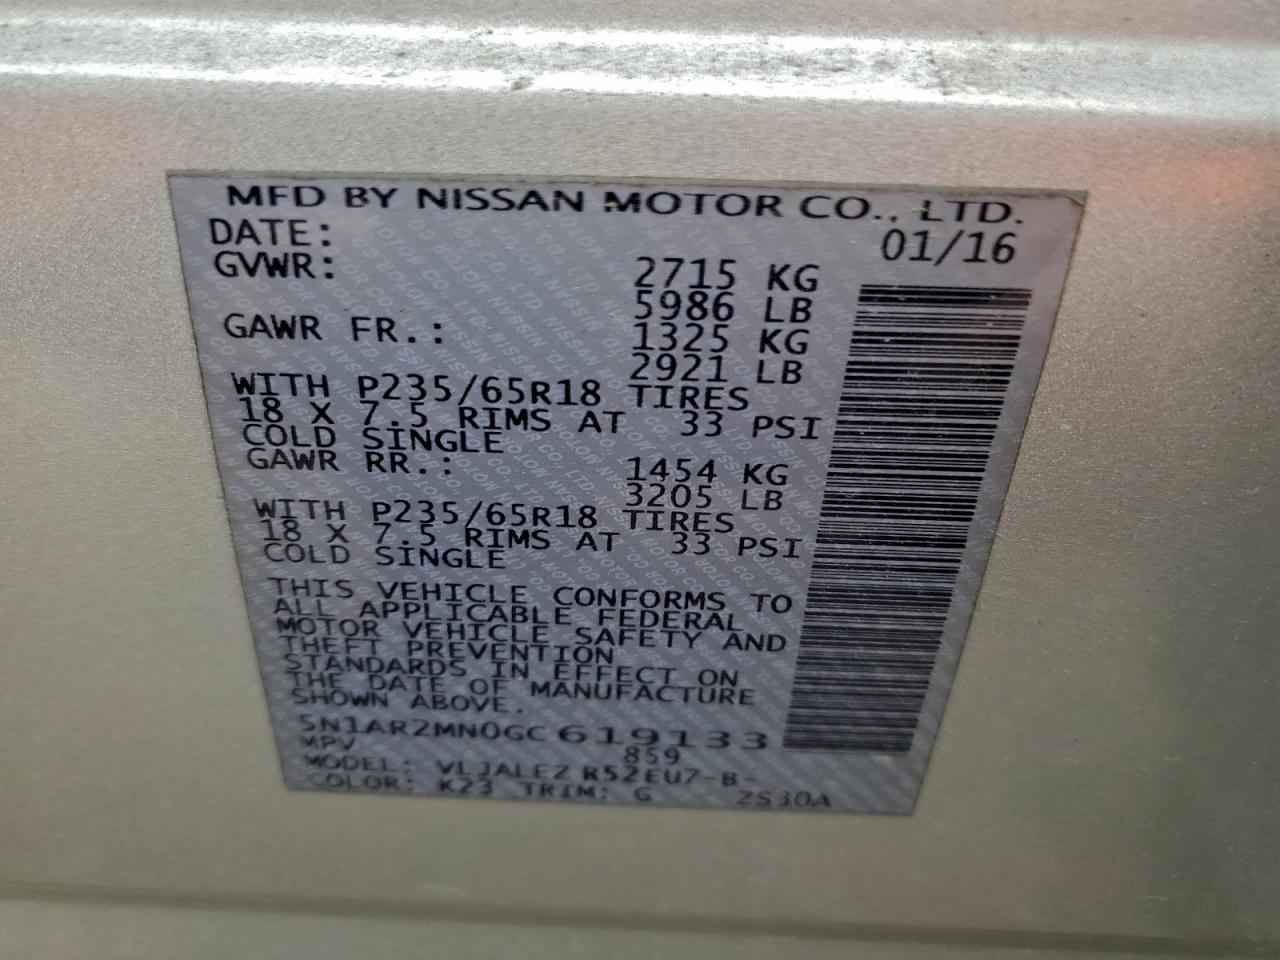 MFD BY NISSAN MOTOR CO., LTD.
DATE: 01/16
GVWR: 2715 KG
5986 LB
GAWR FR.: 1325 KG
2921 LB
WITH P235/65R18 TIRES
18 X 7.5 RIMS AT 33 PSI
COLD SINGLE
GAWR RR.: 1454 KG
3205 LB
WITH P235/65R18 TIRES
18 X 7.5 RIMS AT 33 PSI
COLD SINGLE
THIS VEHICLE CONFORMS TO
ALL APPLICABLE FEDERAL
MOTOR VEHICLE SAFETY AND
THEFT PREVENTION
STANDARDS IN EFFECT ON
THE DATE OF MANUFACTURE
SHOWN ABOVE.
5N1AR2MN0GC619133
MPV 859
MODEL: VLJALEZ R52EUZ-B-
COLOR: K23 TRIM: G 2S30A